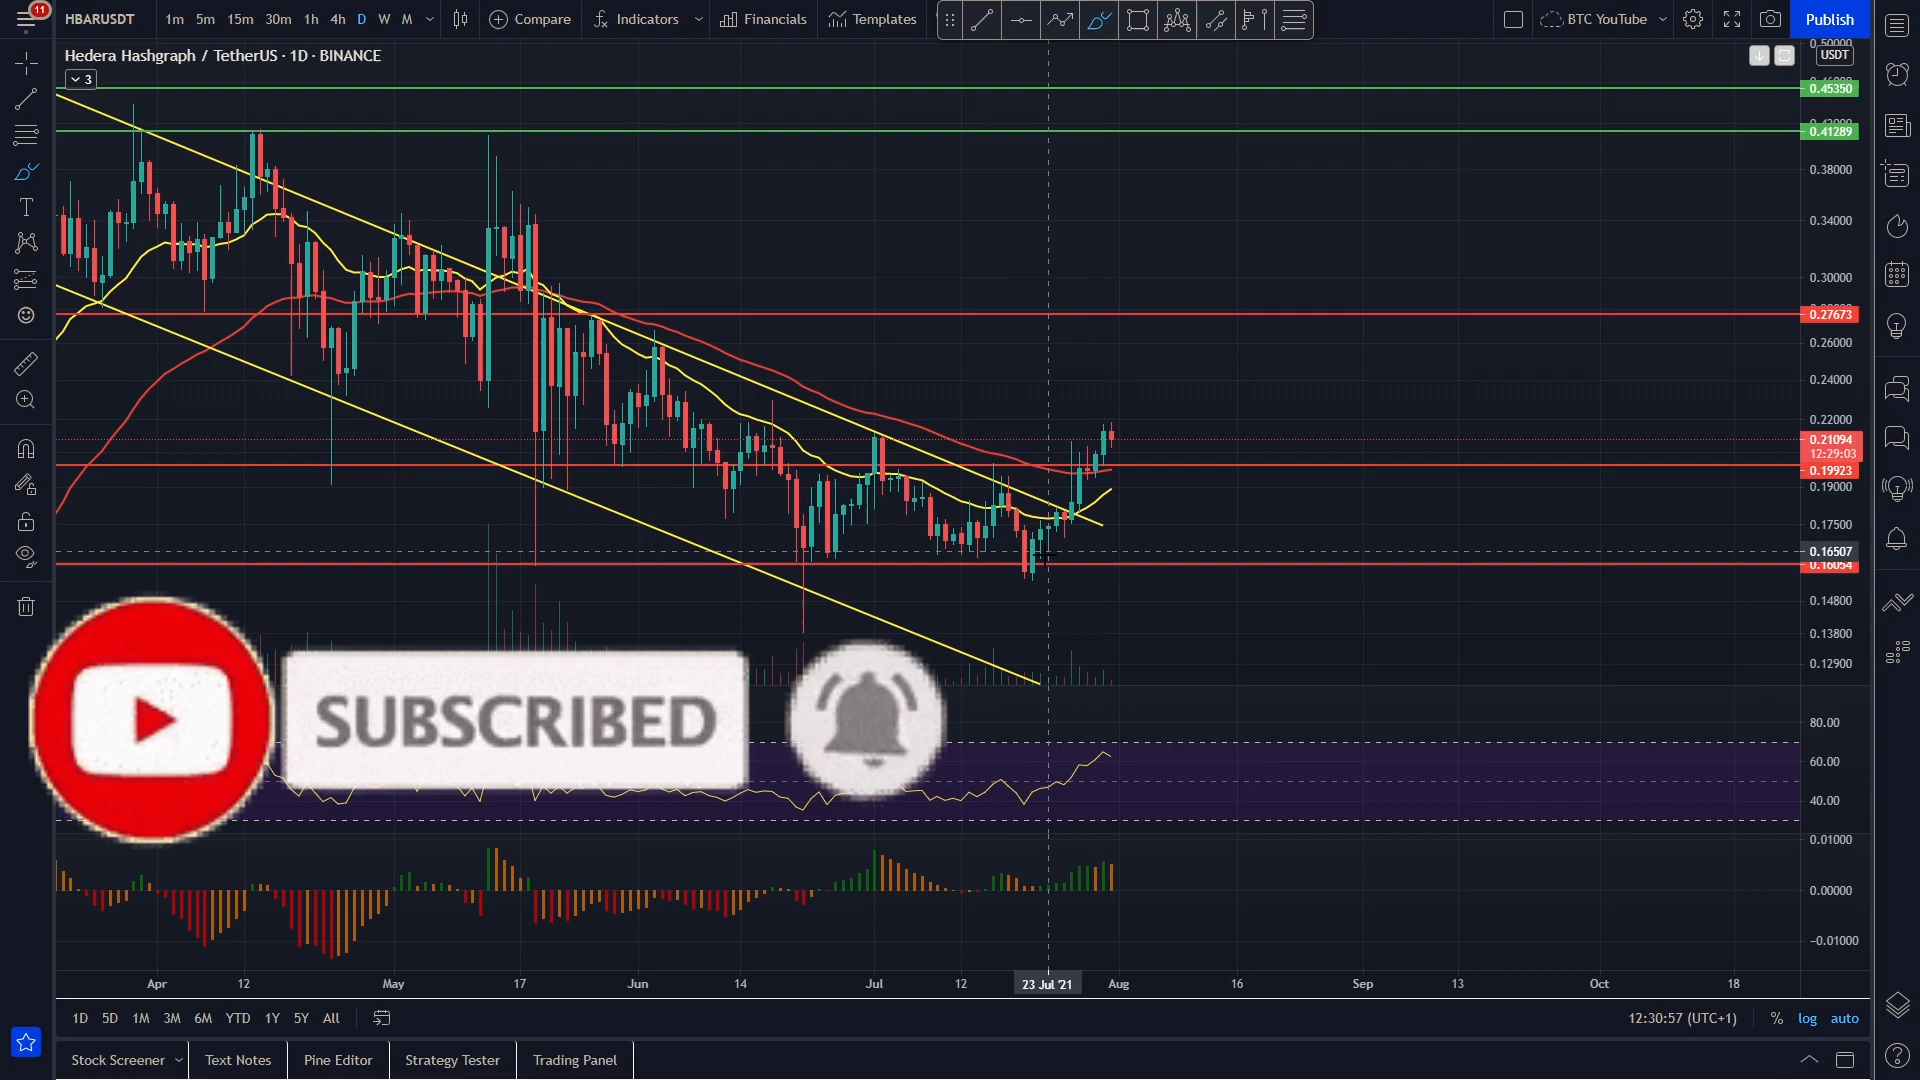 11
HBARUSDT
1m 5m 15m 30m 1h 4h D W M
Compare
Indicators
Financials
Templates
BTC YouTube
Publish
Hedera Hashgraph / TetherUS · 1D · BINANCE
3
USDT
0.45350
0.41289
0.38000
0.34000
0.30000
0.27673
0.26000
0.24000
0.22000
0.21094
12:29:03
0.19923
0.19000
0.17500
0.16507
0.16054
0.14800
0.13800
0.12900
SUBSCRIBED
80.00
60.00
40.00
0.01000
0.00000
−0.01000
Apr 12 May 17 Jun 14 Jul 12 23 Jul '21 Aug 16 Sep 13 Oct 18
1D 5D 1M 3M 6M YTD 1Y 5Y All
12:30:57 (UTC+1) % log auto
Stock Screener Text Notes Pine Editor Strategy Tester Trading Panel